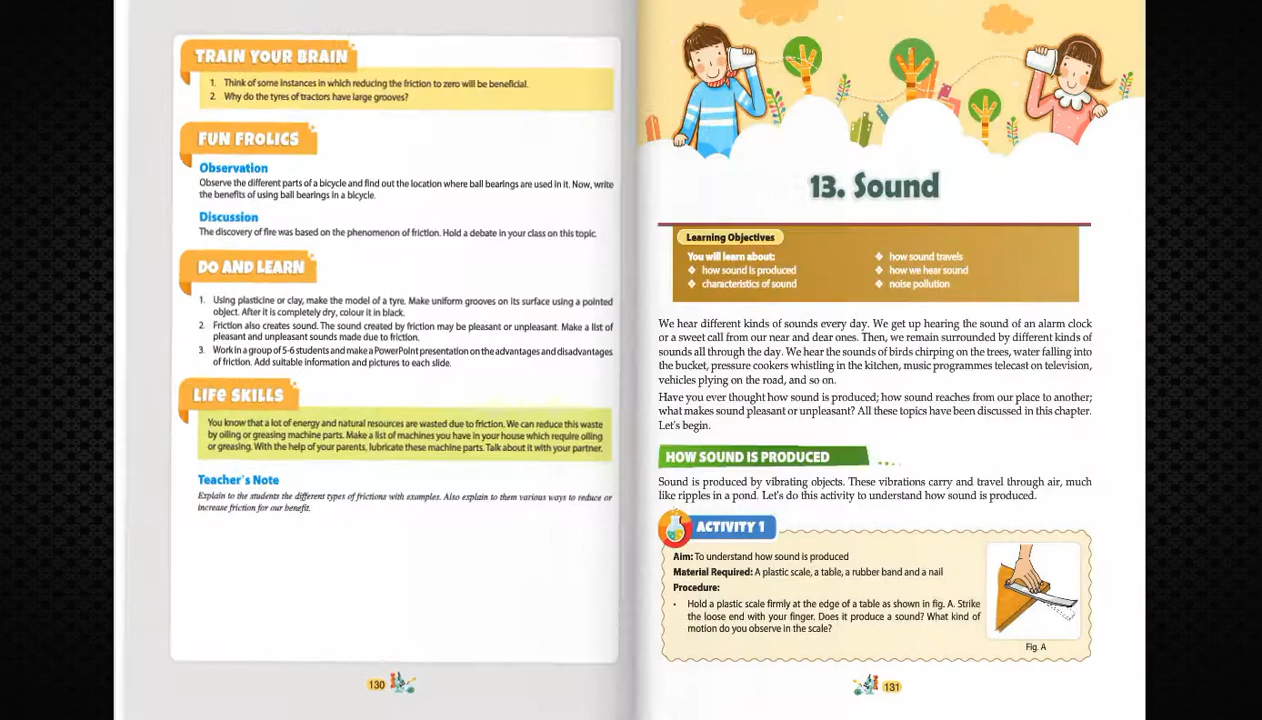 TRAIN YOUR BRAIN
1. Think of some instances in which reducing the friction to zero will be beneficial.
2. Why do the tyres of tractors have large grooves?
FUN FROLICS
Observation
Observe the different parts of a bicycle and find out the location where ball bearings are used in it. Now, write
the benefits of using ball bearings in a bicycle.
Discussion
The discovery of fire was based on the phenomenon of friction. Hold a debate in your class on this topic.
DO AND LEARN
1. Using plasticine or clay, make the model of a tyre. Make uniform grooves on its surface using a pointed
object. After it is completely dry, colour it in black.
2. Friction also creates sound. The sound created by friction may be pleasant or unpleasant. Make a list of
pleasant and unpleasant sounds made due to friction.
3. Work in a group of 5-6 students and make a PowerPoint presentation on the advantages and disadvantages
of friction. Add suitable information and pictures to each slide.
LIFE SKILLS
You know that a lot of energy and natural resources are wasted due to friction. We can reduce this waste
by oiling or greasing machine parts. Make a list of machines you have in your house which require oiling
or greasing. With the help of your parents, lubricate these machine parts. Talk about it with your partner.
Teacher's Note
Explain to the students the different types of frictions with examples. Also explain to them various ways to reduce or
increase friction for our benefit.
130
13. Sound
Learning Objectives
You will learn about:
❖ how sound is produced
❖ characteristics of sound
❖ how sound travels
❖ how we hear sound
❖ noise pollution
We hear different kinds of sounds every day. We get up hearing the sound of an alarm clock
or a sweet call from our near and dear ones. Then, we remain surrounded by different kinds of
sounds all through the day. We hear the sounds of birds chirping on the trees, water falling into
the bucket, pressure cookers whistling in the kitchen, music programmes telecast on television,
vehicles plying on the road, and so on.
Have you ever thought how sound is produced; how sound reaches from our place to another;
what makes sound pleasant or unpleasant? All these topics have been discussed in this chapter.
Let's begin.
HOW SOUND IS PRODUCED
Sound is produced by vibrating objects. These vibrations carry and travel through air, much
like ripples in a pond. Let's do this activity to understand how sound is produced.
ACTIVITY 1
Aim: To understand how sound is produced
Material Required: A plastic scale, a table, a rubber band and a nail
Procedure:
• Hold a plastic scale firmly at the edge of a table as shown in fig. A. Strike
the loose end with your finger. Does it produce a sound? What kind of
motion do you observe in the scale?
Fig. A
131